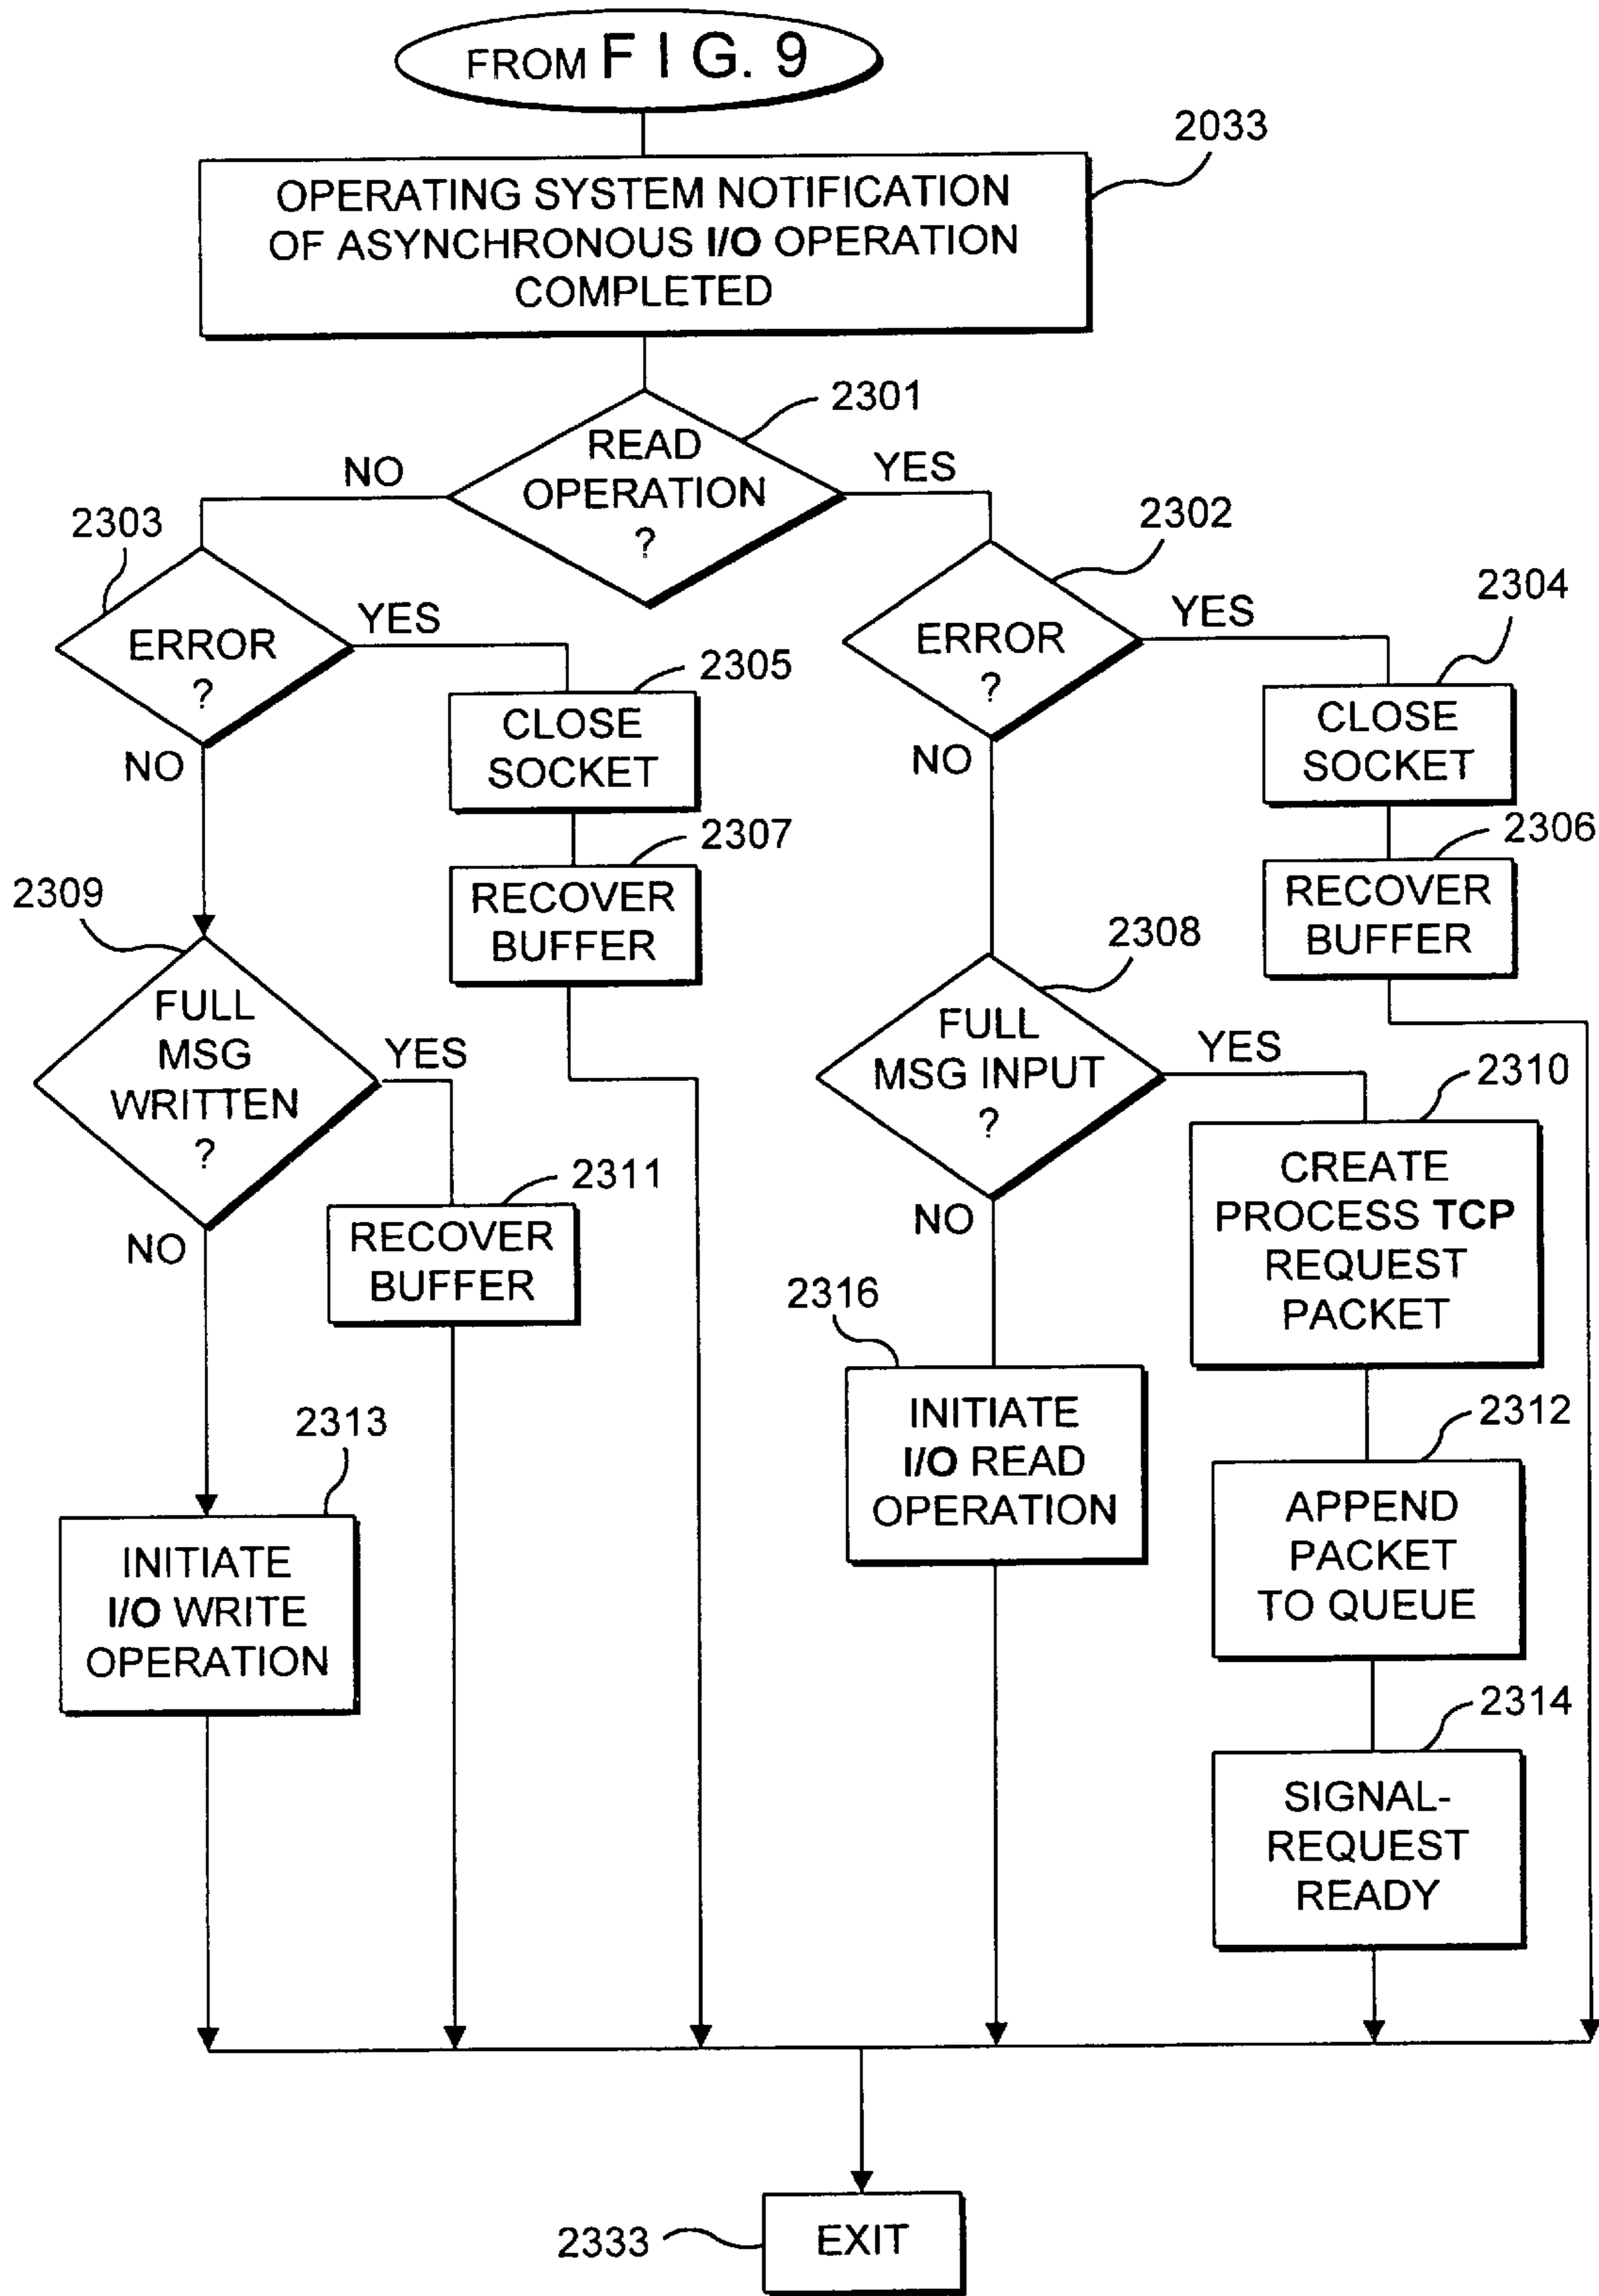 FROM FIG. 9
2033
OPERATING SYSTEM NOTIFICATION
OF ASYNCHRONOUS I/O OPERATION
COMPLETED
2301
READ
OPERATION
?
NO
YES
2303
ERROR
?
YES
NO
2305
CLOSE
SOCKET
2307
RECOVER
BUFFER
2309
FULL
MSG
WRITTEN
?
YES
NO
2311
RECOVER
BUFFER
2313
INITIATE
I/O WRITE
OPERATION
2302
ERROR
?
YES
NO
2304
CLOSE
SOCKET
2306
RECOVER
BUFFER
2308
FULL
MSG INPUT
?
YES
NO
2310
CREATE
PROCESS TCP
REQUEST
PACKET
2316
INITIATE
I/O READ
OPERATION
2312
APPEND
PACKET
TO QUEUE
2314
SIGNAL-
REQUEST
READY
2333
EXIT